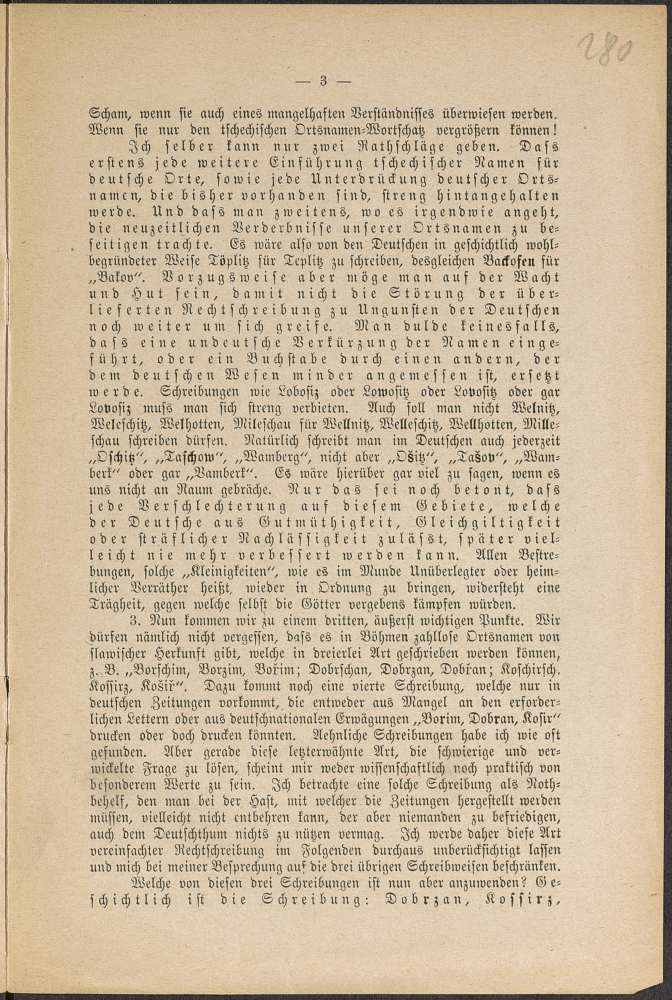 280
— 3 —
Scham, wenn sie auch eines mangelhaften Verständnisses überwiesen werden.
Wenn sie nur den tschechischen Ortsnamen-Wortschatz vergrößern können!
Ich selber kann nur zwei Rathschläge geben. Dass
erstens jede weitere Einführung tschechischer Namen für
deutsche Orte, sowie jede Unterdrückung deutscher Orts-
namen, die bisher vorhanden sind, streng hintangehalten
werde. Und dass man zweitens, wo es irgendwie angeht,
die neuzeitlichen Verderbnisse unserer Ortsnamen zu be-
seitigen trachte. Es wäre also von den Deutschen in geschichtlich wohl-
begründeter Weise Töplitz für Teplitz zu schreiben, desgleichen Backofen für
„Bakov“. Vorzugsweise aber möge man auf der Wacht
und Hut sein, damit nicht die Störung der über-
lieferten Rechtschreibung zu Ungunsten der Deutschen
noch weiter um sich greife. Man dulde keinesfalls,
dass eine undeutsche Verkürzung der Namen einge-
führt, oder ein Buchstabe durch einen andern, der
dem deutschen Wesen minder angemessen ist, ersetzt
werde. Schreibungen wie Lobosiz oder Lowositz oder Lovositz oder gar
Lovosiz muss man sich streng verbieten. Auch soll man nicht Welnitz,
Weleschitz, Welhotten, Mileschau für Wellnitz, Welleschitz, Wellhotten, Mille-
schau schreiben dürfen. Natürlich schreibt man im Deutschen auch jederzeit
„Oschitz“, „Taschow“, „Wamberg“, nicht aber „Ošitz“, „Tašov“, „Wam-
berk“ oder gar „Vamberk“. Es wäre hierüber gar viel zu sagen, wenn es
uns nicht an Raum gebräche. Nur das sei noch betont, dass
jede Verschlechterung auf diesem Gebiete, welche
der Deutsche aus Gutmüthigkeit, Gleichgiltigkeit
oder sträflicher Nachlässigkeit zulässt, später viel-
leicht nie mehr verbessert werden kann. Allen Bestre-
bungen, solche „Kleinigkeiten“, wie es im Munde Unüberlegter oder heim-
licher Verräther heißt, wieder in Ordnung zu bringen, widersteht eine
Trägheit, gegen welche selbst die Götter vergebens kämpfen würden.
3. Nun kommen wir zu einem dritten, äußerst wichtigen Punkte. Wir
dürfen nämlich nicht vergessen, dass es in Böhmen zahllose Ortsnamen von
slawischer Herkunft gibt, welche in dreierlei Art geschrieben werden können,
z. B. „Borschim, Borzim, Bořim; Dobrschan, Dobrzan, Dobřan; Koschirsch,
Kossirz, Košiř“. Dazu kommt noch eine vierte Schreibung, welche nur in
deutschen Zeitungen vorkommt, die entweder aus Mangel an den erforder-
lichen Lettern oder aus deutschnationalen Erwägungen „Borim, Dobran, Kosir“
drucken oder doch drucken könnten. Aehnliche Schreibungen habe ich wie oft
gefunden. Aber gerade diese letzterwähnte Art, die schwierige und ver-
wickelte Frage zu lösen, scheint mir weder wissenschaftlich noch praktisch von
besonderem Werte zu sein. Ich betrachte eine solche Schreibung als Noth-
behelf, den man bei der Hast, mit welcher die Zeitungen hergestellt werden
müssen, vielleicht nicht entbehren kann, der aber niemanden zu befriedigen,
auch dem Deutschthum nichts zu nützen vermag. Ich werde daher diese Art
vereinfachter Rechtschreibung im Folgenden durchaus unberücksichtigt lassen
und mich bei meiner Besprechung auf die drei übrigen Schreibweisen beschränken.
Welche von diesen drei Schreibungen ist nun aber anzuwenden? Ge-
schichtlich ist die Schreibung: Dobrzan, Kossirz,